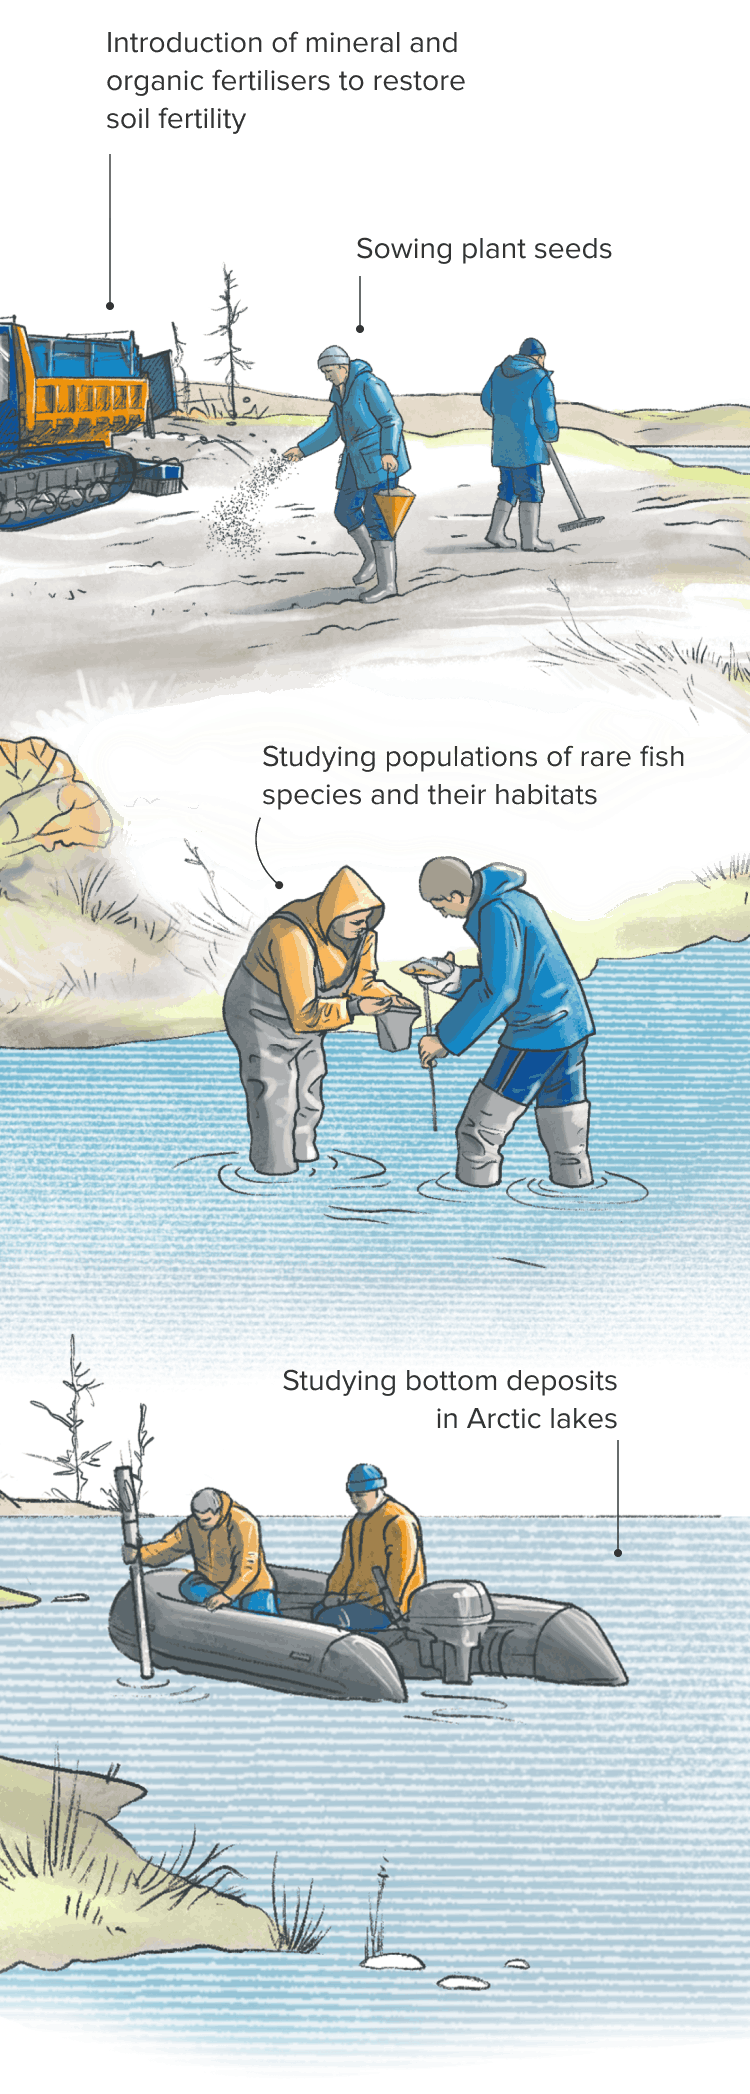 Introduction of mineral and
organic fertilisers to restore
soil fertility
Sowing plant seeds
Studying populations of rare fish
species and their habitats
Studying bottom deposits
in Arctic lakes